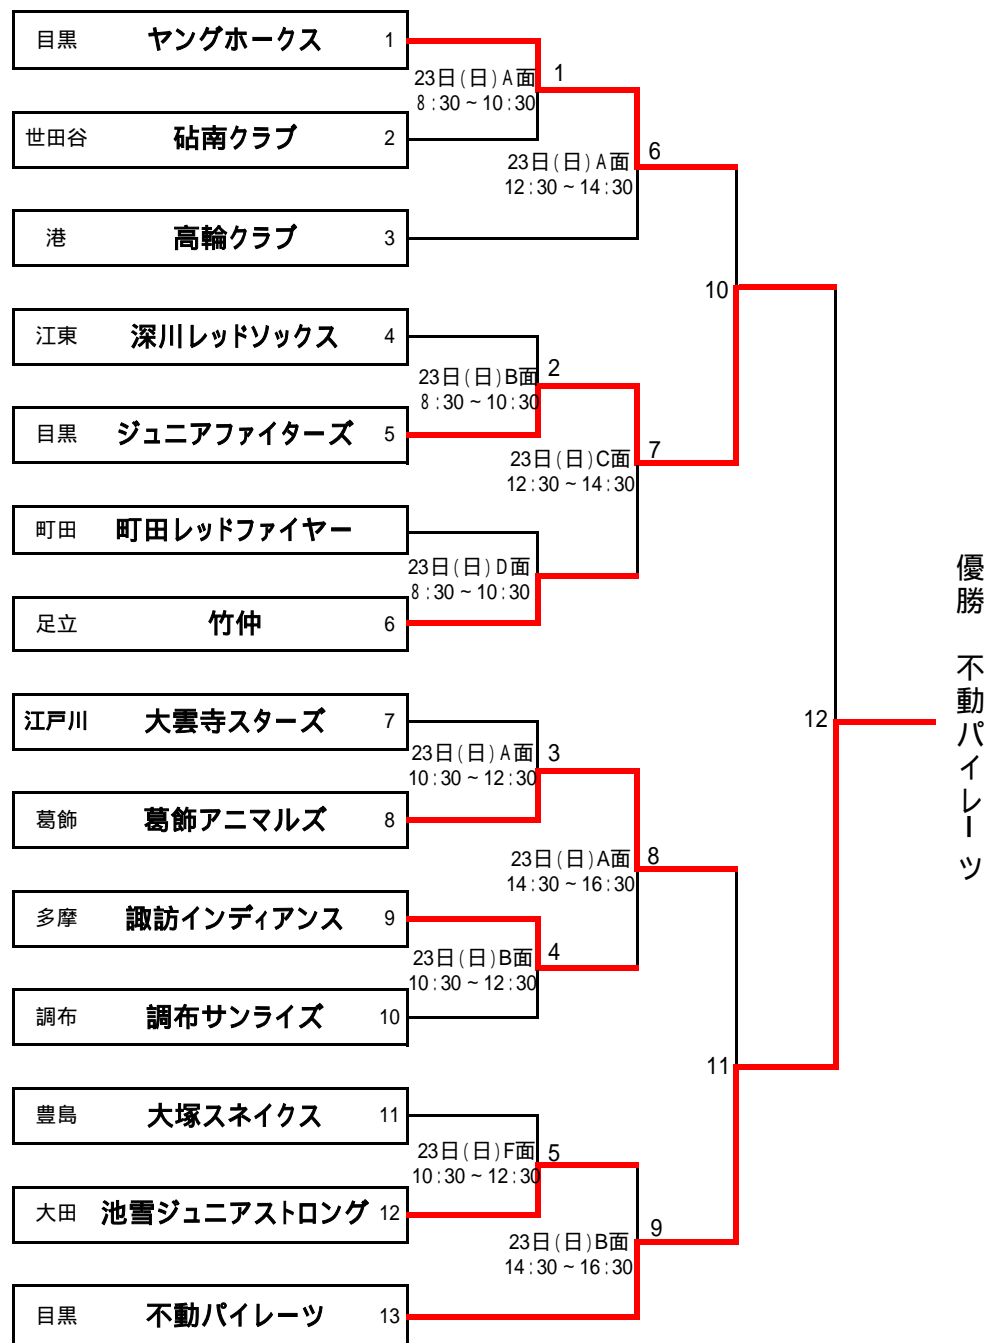 目黒 ヤングホークス 1
23日(日)A面 1
8:30~10:30
世田谷 砧南クラブ 2
23日(日)A面 6
12:30~14:30
港 高輪クラブ 3
10
江東 深川レッドソックス 4
23日(日)B面 2
8:30~10:30
目黒 ジュニアファイターズ 5
23日(日)C面 7
12:30~14:30
町田 町田レッドファイヤー
23日(日)D面
8:30~10:30
足立 竹仲 6
江戸川 大雲寺スターズ 7
12
23日(日)A面 3
10:30~12:30
葛飾 葛飾アニマルズ 8
23日(日)A面 8
14:30~16:30
多摩 諏訪インディアンス 9
23日(日)B面 4
10:30~12:30
調布 調布サンライズ 10
11
豊島 大塚スネイクス 11
23日(日)F面 5
10:30~12:30
大田 池雪ジュニアストロング 12
23日(日)B面 9
14:30~16:30
目黒 不動パイレーツ 13
優勝 不動パイレーツ